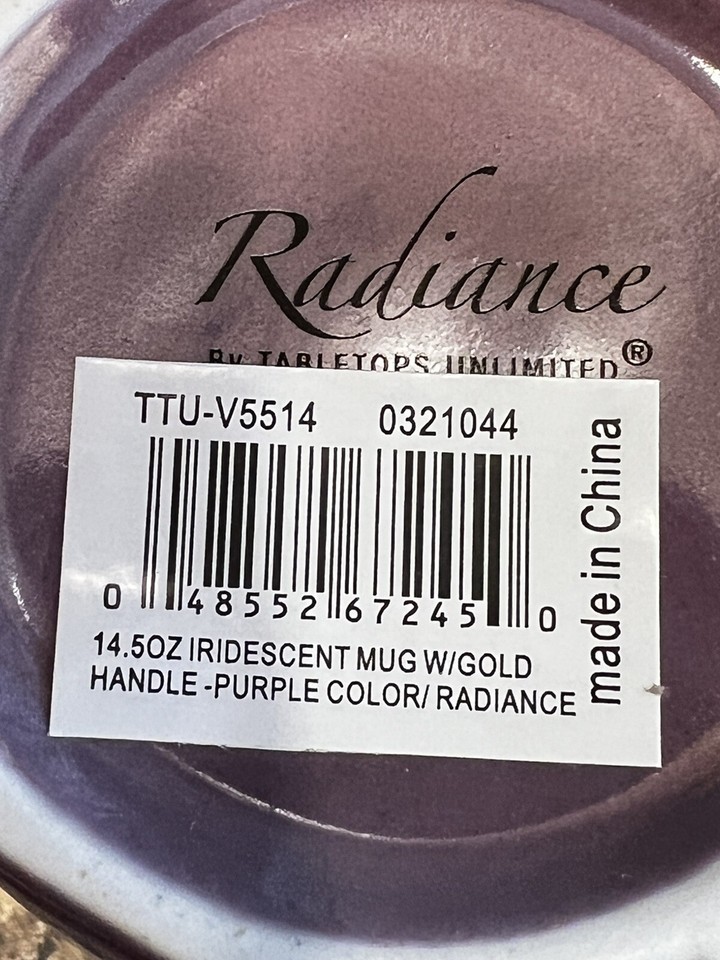 Radiance
By TABLETOPS UNLIMITED®
TTU-V5514 0321044
0 48552 67245 0
14.5OZ IRIDESCENT MUG W/GOLD
HANDLE -PURPLE COLOR/ RADIANCE
made in China